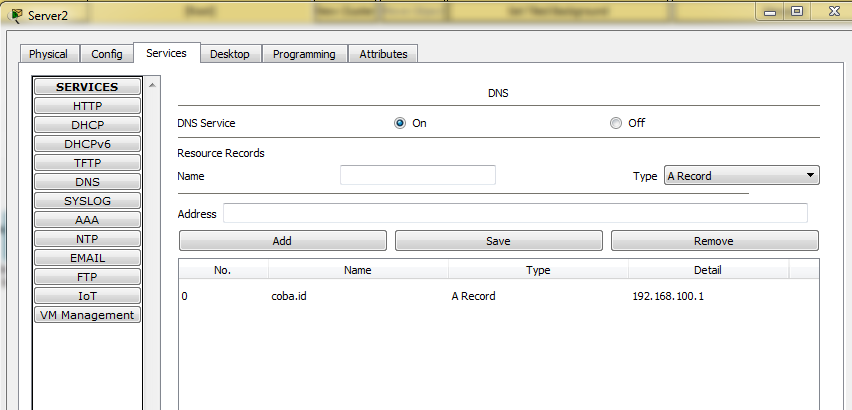 Server2
Physical Config Services Desktop Programming Attributes
SERVICES
HTTP
DHCP
DHCPv6
TFTP
DNS
SYSLOG
AAA
NTP
EMAIL
FTP
IoT
VM Management
DNS
DNS Service On Off
Resource Records
Name Type A Record
Address
Add Save Remove
No. Name Type Detail
0 coba.id A Record 192.168.100.1